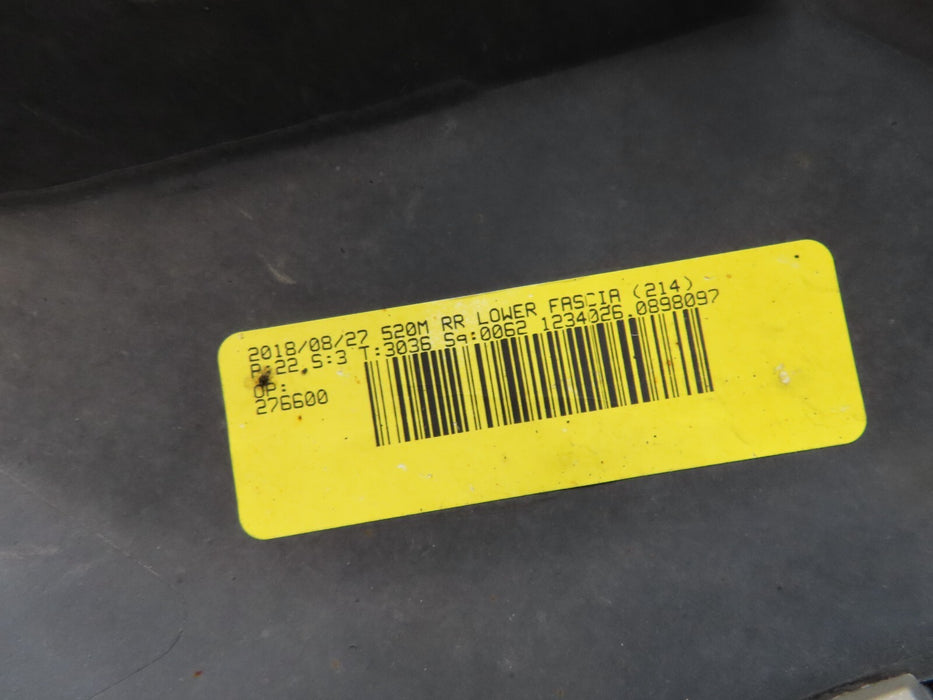 2018/08/27 520M RR LOWER FASCIA (214)
P:22 S:3 T:3036 Sq:0062 1234026.0898097
OP:
276600